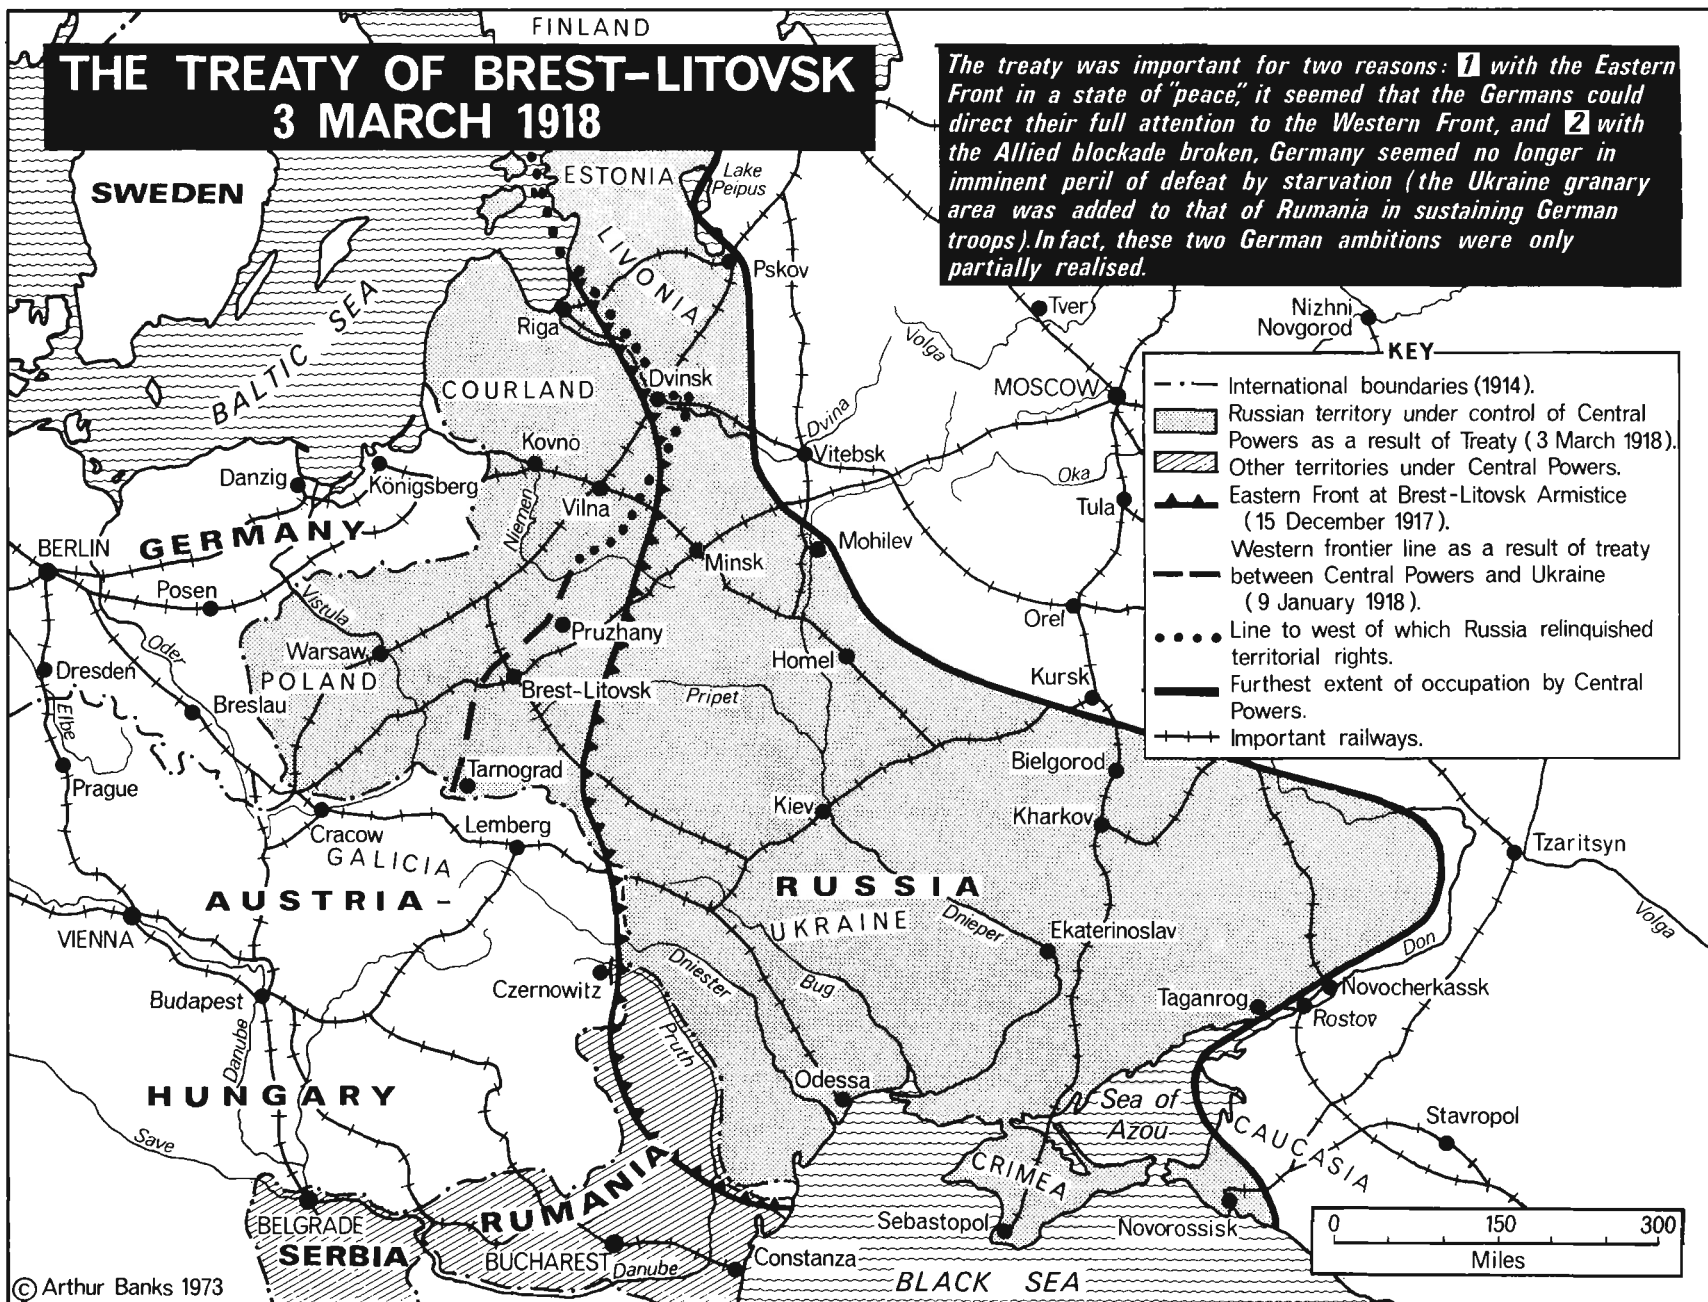 FINLAND
THE TREATY OF BREST-LITOVSK
3 MARCH 1918
The treaty was important for two reasons: 1 with the Eastern
Front in a state of "peace," it seemed that the Germans could
direct their full attention to the Western Front, and 2 with
the Allied blockade broken, Germany seemed no longer in
imminent peril of defeat by starvation (the Ukraine granary
area was added to that of Rumania in sustaining German
troops). In fact, these two German ambitions were only
partially realised.
SWEDEN
ESTONIA
Lake
Peipus
LIVONIA
Pskov
BALTIC SEA
Riga
Tver
Nizhni
Novgorod
Volga
COURLAND
Dvinsk
MOSCOW
Dvina
Kovno
Vitebsk
Oka
Danzig
Königsberg
Vilna
Niemen
Tula
GERMANY
BERLIN
Mohilev
Minsk
Posen
Vistula
Orel
Pruzhany
Oder
Warsaw
Homel
Dresden
POLAND
Brest-Litovsk
Pripet
Kursk
Elbe
Breslau
KEY
International boundaries (1914).
Russian territory under control of Central
Powers as a result of Treaty (3 March 1918).
Other territories under Central Powers.
Eastern Front at Brest-Litovsk Armistice
(15 December 1917).
Western frontier line as a result of treaty
between Central Powers and Ukraine
(9 January 1918).
Line to west of which Russia relinquished
territorial rights.
Furthest extent of occupation by Central
Powers.
Important railways.
Prague
Tarnograd
Bielgorod
Cracow
Lemberg
Kiev
Kharkov
GALICIA
Tzaritsyn
AUSTRIA-
RUSSIA
UKRAINE
Dnieper
Ekaterinoslav
Volga
VIENNA
Don
Czernowitz
Dniester
Bug
Budapest
Taganrog
Novocherkassk
Rostov
Danube
Pruth
HUNGARY
Odessa
Sea of
Azou
Stavropol
CAUCASIA
Save
CRIMEA
RUMANIA
BELGRADE
SERBIA
BUCHAREST
Danube
Constanza
Sebastopol
Novorossisk
BLACK SEA
0 150 300
Miles
© Arthur Banks 1973